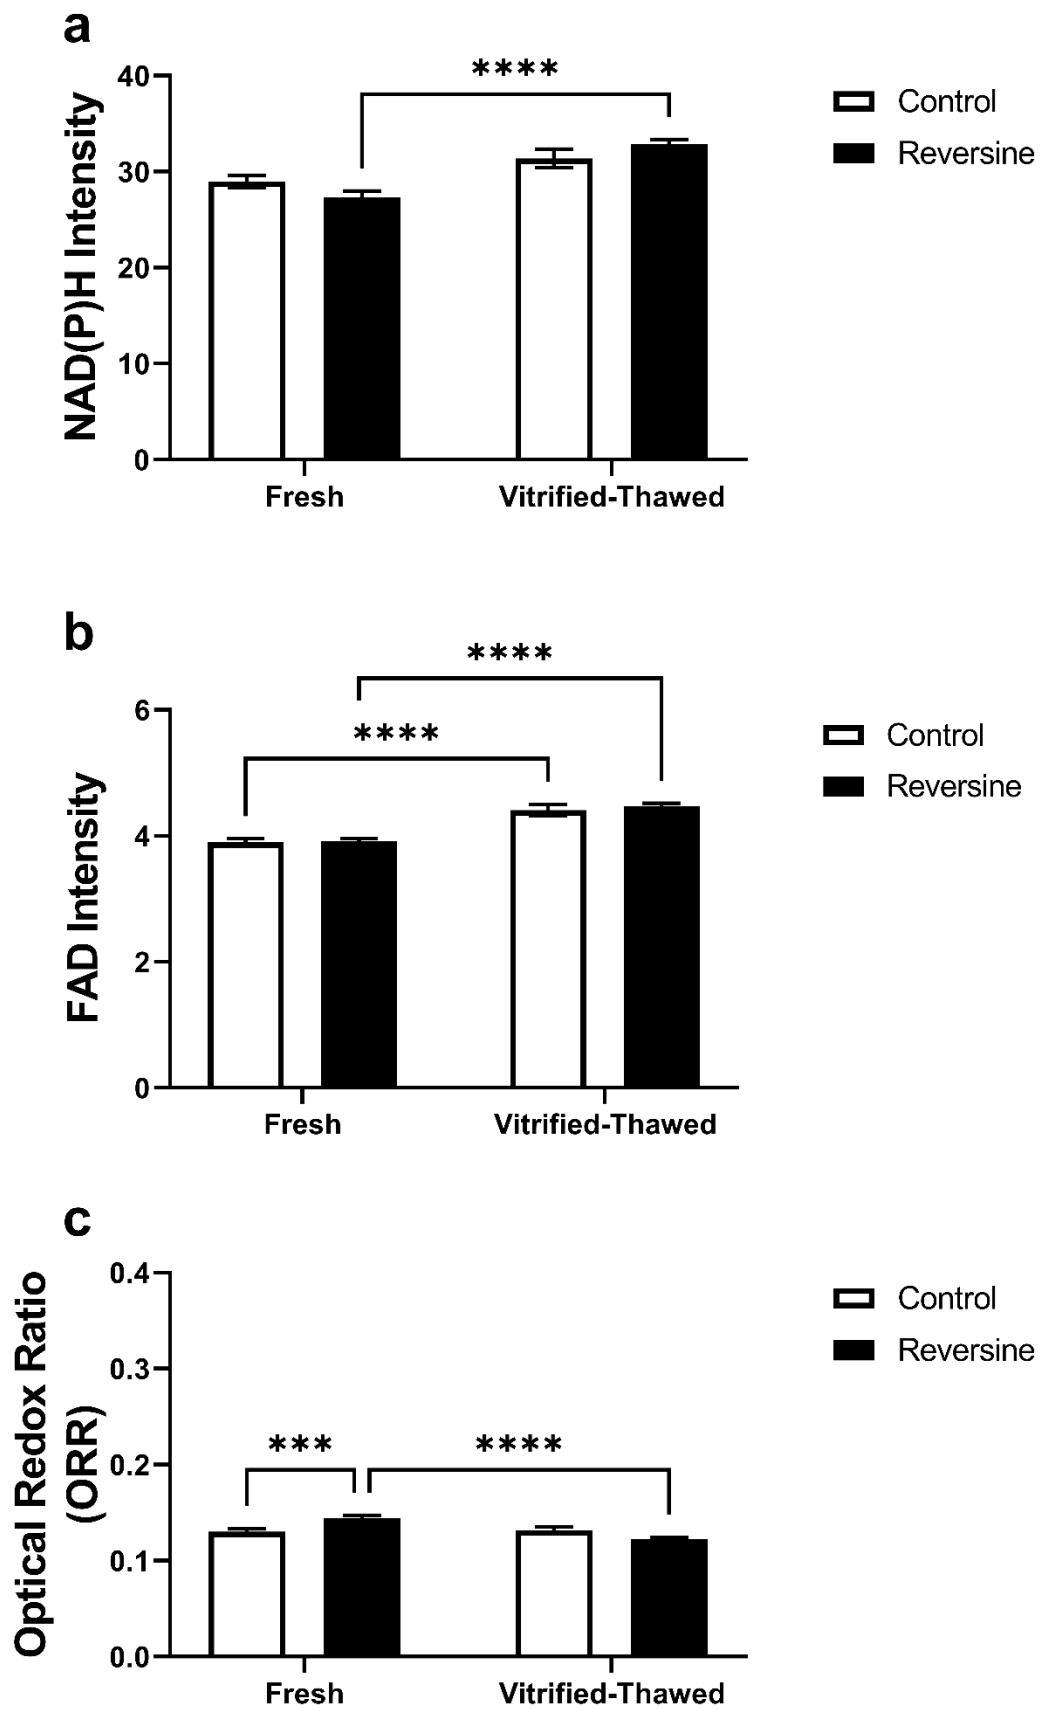 a
****
40
30
20
10
0
NAD(P)H Intensity
Fresh
Vitrified-Thawed
Control
Reversine
b
****
****
6
4
2
0
FAD Intensity
Fresh
Vitrified-Thawed
Control
Reversine
c
0.4
0.3
0.2
0.1
0.0
Optical Redox Ratio
(ORR)
***
****
Fresh
Vitrified-Thawed
Control
Reversine